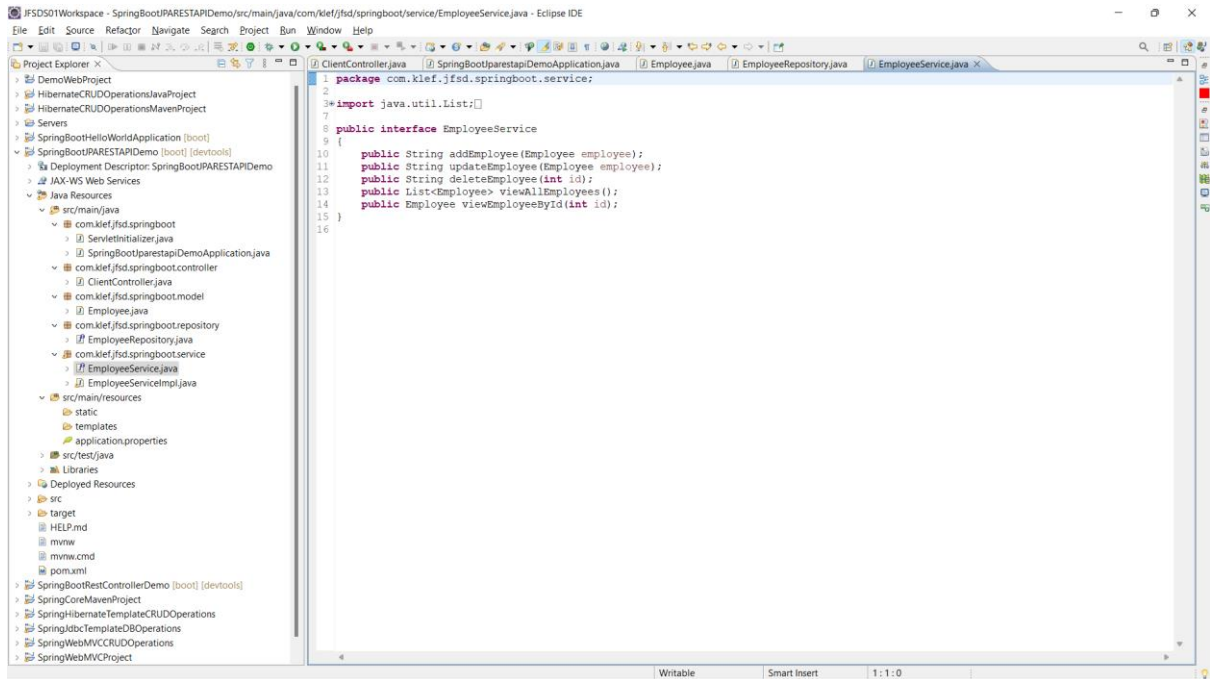 JFSDS01Workspace - SpringBootJPARESTAPIDemo/src/main/java/com/klef/jfsd/springboot/service/EmployeeService.java - Eclipse IDE
File Edit Source Refactor Navigate Search Project Run Window Help
Project Explorer
DemoWebProject
HibernateCRUDOperationsJavaProject
HibernateCRUDOperationsMavenProject
Servers
SpringBootHelloWorldApplication [boot]
SpringBootJPARESTAPIDemo [boot] [devtools]
Deployment Descriptor: SpringBootJPARESTAPIDemo
JAX-WS Web Services
Java Resources
src/main/java
com.klef.jfsd.springboot
ServletInitializer.java
SpringBootJparestapiDemoApplication.java
com.klef.jfsd.springboot.controller
ClientController.java
com.klef.jfsd.springboot.model
Employee.java
com.klef.jfsd.springboot.repository
EmployeeRepository.java
com.klef.jfsd.springboot.service
EmployeeService.java
EmployeeServiceImpl.java
src/main/resources
static
templates
application.properties
src/test/java
Libraries
Deployed Resources
src
target
HELP.md
mvnw
mvnw.cmd
pom.xml
SpringBootRestControllerDemo [boot] [devtools]
SpringCoreMavenProject
SpringHibernateTemplateCRUDOperations
SpringJdbcTemplateDBOperations
SpringWebMVCCRUDOperations
SpringWebMVCProject
ClientController.java SpringBootJparestapiDemoApplication.java Employee.java EmployeeRepository.java EmployeeService.java
1 package com.klef.jfsd.springboot.service;
2
3 import java.util.List;
7
8 public interface EmployeeService
9 {
10 public String addEmployee(Employee employee);
11 public String updateEmployee(Employee employee);
12 public String deleteEmployee(int id);
13 public List<Employee> viewAllEmployees();
14 public Employee viewEmployeeById(int id);
15 }
16
Writable Smart Insert 1 : 1 : 0